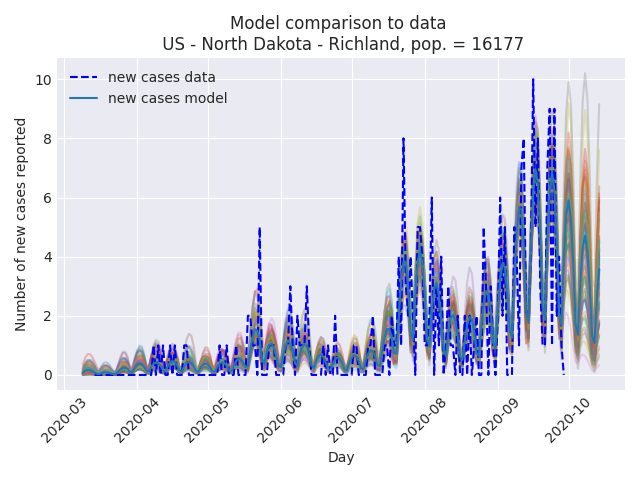 Model comparison to data
US - North Dakota - Richland, pop. = 16177
new cases data
new cases model
Number of new cases reported
10
8
6
4
2
0
2020-03
2020-04
2020-05
2020-06
2020-07
2020-08
2020-09
2020-10
Day